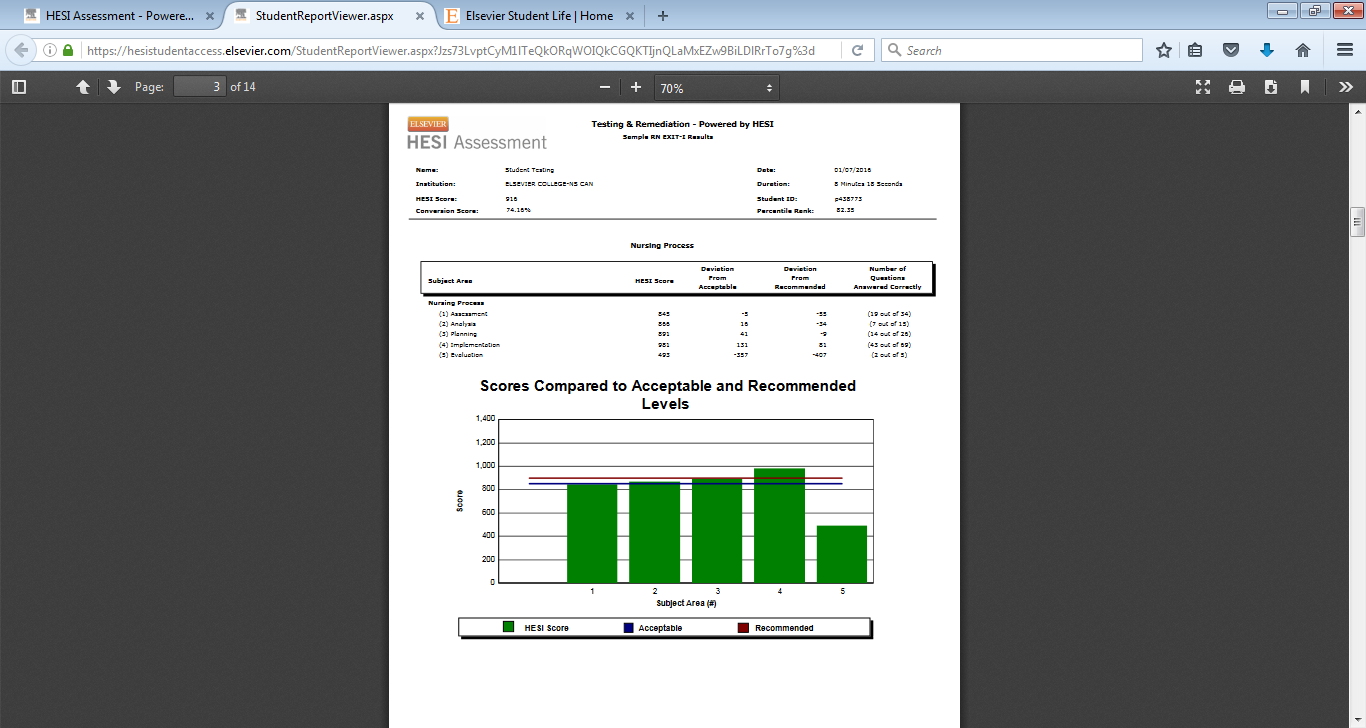 HESI Assessment - Powere...
StudentReportViewer.aspx
Elsevier Student Life | Home
https://hesistudentaccess.elsevier.com/StudentReportViewer.aspx?Jzs73LvptCyM1ITeQkORqWOIQkCGQKTIjnQLaMxEZw9BiLDlRrTo7g%3d
Search
Page: 3 of 14
70%
ELSEVIER
HESI Assessment
Testing & Remediation - Powered by HESI
Sample RN EXIT-I Results
Name: Student Testing Date: 01/07/2016
Institution: ELSEVIER COLLEGE-NS CAN Duration: 8 Minutes 18 Seconds
HESI Score: 916 Student ID: p438773
Conversion Score: 74.16% Percentile Rank: 82.35
Nursing Process
Subject Area HESI Score Deviation From Acceptable Deviation From Recommended Number of Questions Answered Correctly
Nursing Process
(1) Assessment 845 -5 -55 (19 out of 34)
(2) Analysis 866 16 -34 (7 out of 15)
(3) Planning 891 41 -9 (14 out of 26)
(4) Implementation 981 131 81 (43 out of 69)
(5) Evaluation 493 -357 -407 (2 out of 5)
Scores Compared to Acceptable and Recommended
Levels
1,400
1,200
1,000
800
600
400
200
0
Score
1 2 3 4 5
Subject Area (#)
HESI Score Acceptable Recommended